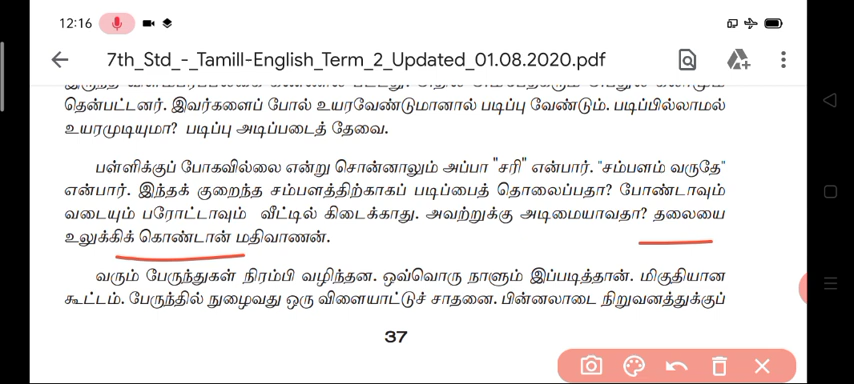 12:16
7th_Std_-_Tamill-English_Term_2_Updated_01.08.2020.pdf
தென்பட்டனர். இவர்களைப் போல் உயரவேண்டுமானால் படிப்பு வேண்டும். படிப்பில்லாமல்
உயரமுடியுமா? படிப்பு அடிப்படைத் தேவை.
பள்ளிக்குப் போகவில்லை என்று சொன்னாலும் அப்பா "சரி" என்பார். "சம்பளம் வருதே"
என்பார். இந்தக் குறைந்த சம்பளத்திற்காகப் படிப்பைத் தொலைப்பதா? போண்டாவும்
வடையும் பரோட்டாவும் வீட்டில் கிடைக்காது. அவற்றுக்கு அடிமையாவதா? தலையை
உலுக்கிக் கொண்டான் மதிவாணன்.
வரும் பேருந்துகள் நிரம்பி வழிந்தன. ஒவ்வொரு நாளும் இப்படித்தான். மிகுதியான
கூட்டம். பேருந்தில் நுழைவது ஒரு விளையாட்டுச் சாதனை. பின்னலாடை நிறுவனத்துக்குப்
37